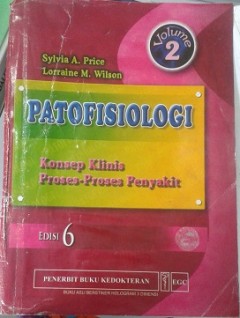 Volume
2
Sylvia A. Price
Lorraine M. Wilson
PATOFISIOLOGI
Konsep Klinis
Proses-Proses Penyakit
EDISI 6
PENERBIT BUKU KEDOKTERAN EGC